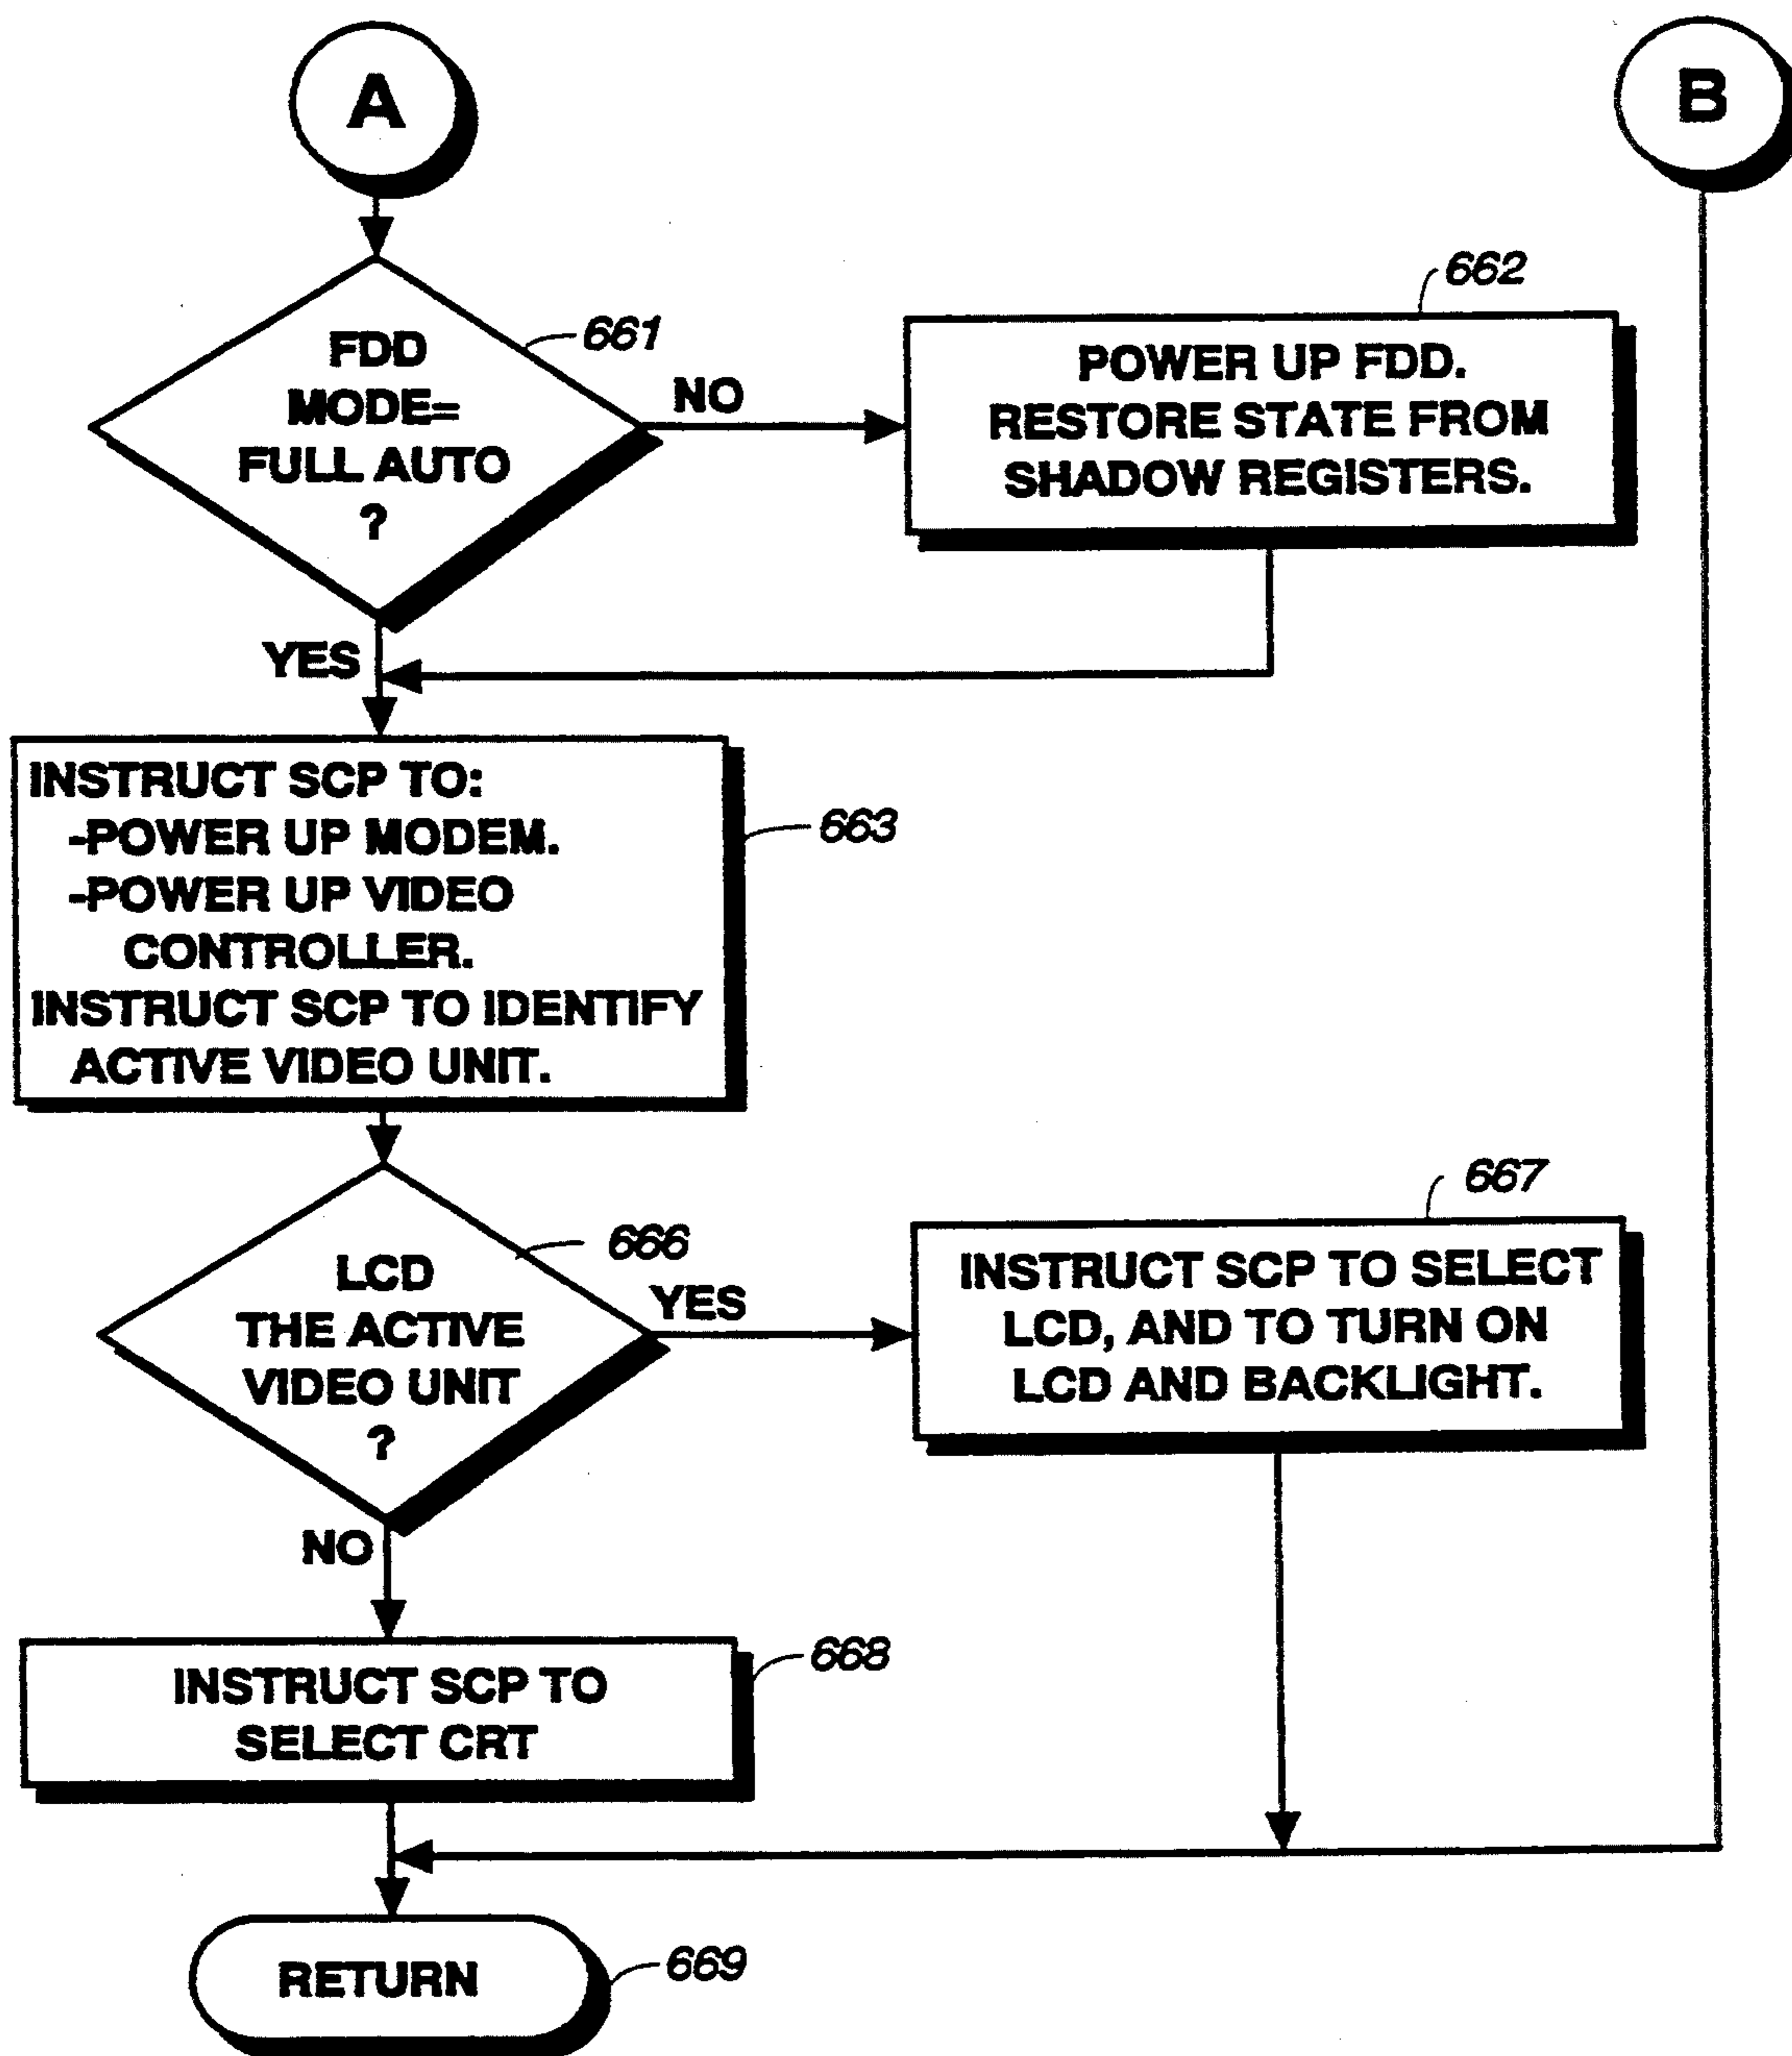 A
B
FDD
MODE=
FULL AUTO
?
661
NO
662
POWER UP FDD.
RESTORE STATE FROM
SHADOW REGISTERS.
YES
INSTRUCT SCP TO:
-POWER UP MODEM.
-POWER UP VIDEO
CONTROLLER.
INSTRUCT SCP TO IDENTIFY
ACTIVE VIDEO UNIT.
663
LCD
THE ACTIVE
VIDEO UNIT
?
666
YES
667
INSTRUCT SCP TO SELECT
LCD, AND TO TURN ON
LCD AND BACKLIGHT.
NO
INSTRUCT SCP TO
SELECT CRT
668
RETURN
669